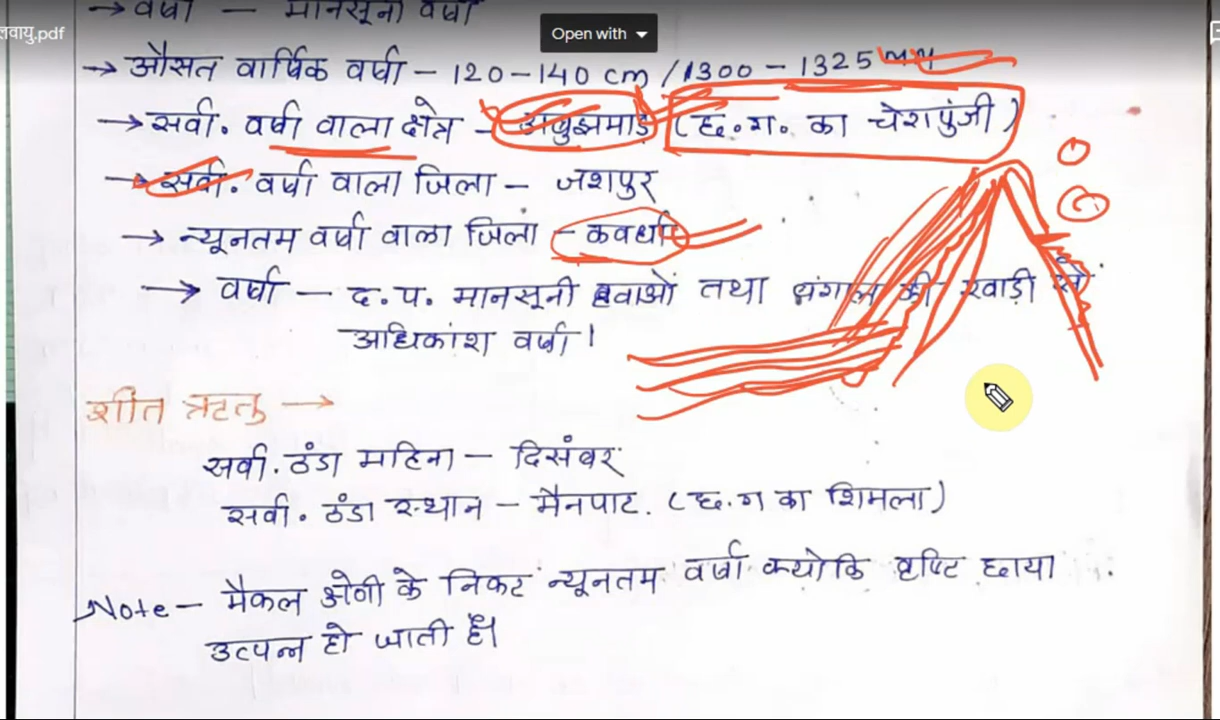 लवायु.pdf
Open with
→ वर्षा — मानसूनी वर्षा
→ औसत वार्षिक वर्षा – 120-140 cm / 1300 - 1325 mm
→ सर्वा. वर्षा वाला क्षेत्र - अबुझमाड़ (छ.ग. का चेरापुंजी)
→ सर्वा. वर्षा वाला जिला – जशपुर
→ न्यूनतम वर्षा वाला जिला – कवर्धा
→ वर्षा — द.प. मानसूनी हवाओं तथा बंगाल की खाड़ी से
अधिकांश वर्षा।
शीत ऋतु →
सर्वा. ठंडा महिना – दिसंबर
सर्वा. ठंडा स्थान – मैनपाट. (छ.ग का शिमला)
Note – मैकल श्रेणी के निकट न्यूनतम वर्षा क्योकि वृष्टि छाया
उत्पन्न हो जाती है।